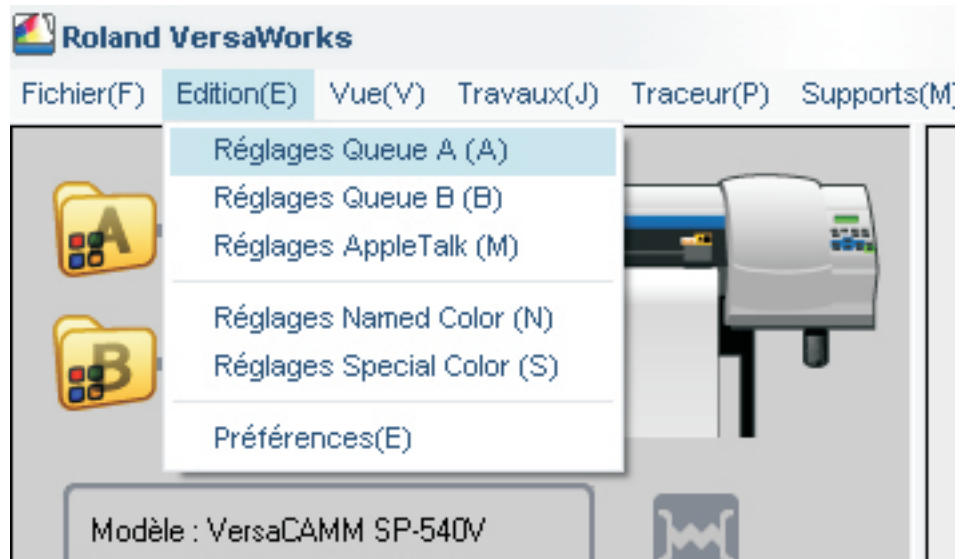 Roland VersaWorks
Fichier(F) Edition(E) Vue(V) Travaux(J) Traceur(P) Supports(M)
Réglages Queue A (A)
Réglages Queue B (B)
Réglages AppleTalk (M)
Réglages Named Color (N)
Réglages Special Color (S)
Préférences(E)
A
B
Modèle : VersaCAMM SP-540V